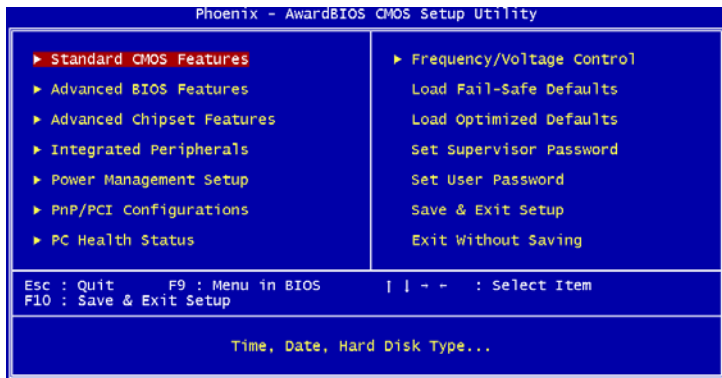 Phoenix - AwardBIOS CMOS Setup Utility
▶ Standard CMOS Features
▶ Advanced BIOS Features
▶ Advanced Chipset Features
▶ Integrated Peripherals
▶ Power Management Setup
▶ PnP/PCI Configurations
▶ PC Health Status
▶ Frequency/Voltage Control
Load Fail-Safe Defaults
Load Optimized Defaults
Set Supervisor Password
Set User Password
Save & Exit Setup
Exit Without Saving
Esc : Quit F9 : Menu in BIOS ↑ ↓ → ← : Select Item
F10 : Save & Exit Setup
Time, Date, Hard Disk Type...